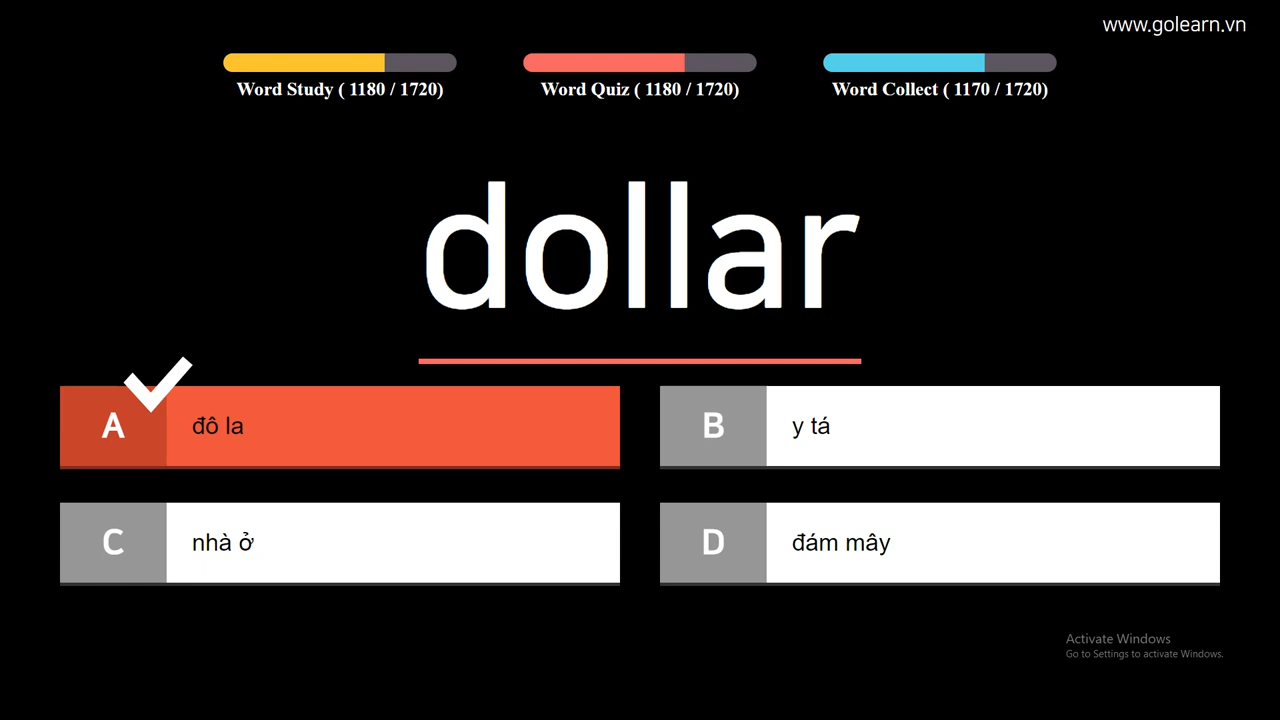 www.golearn.vn
Word Study ( 1180 / 1720)
Word Quiz ( 1180 / 1720)
Word Collect ( 1170 / 1720)
dollar
A đô la
B y tá
C nhà ở
D đám mây
Activate Windows
Go to Settings to activate Windows.